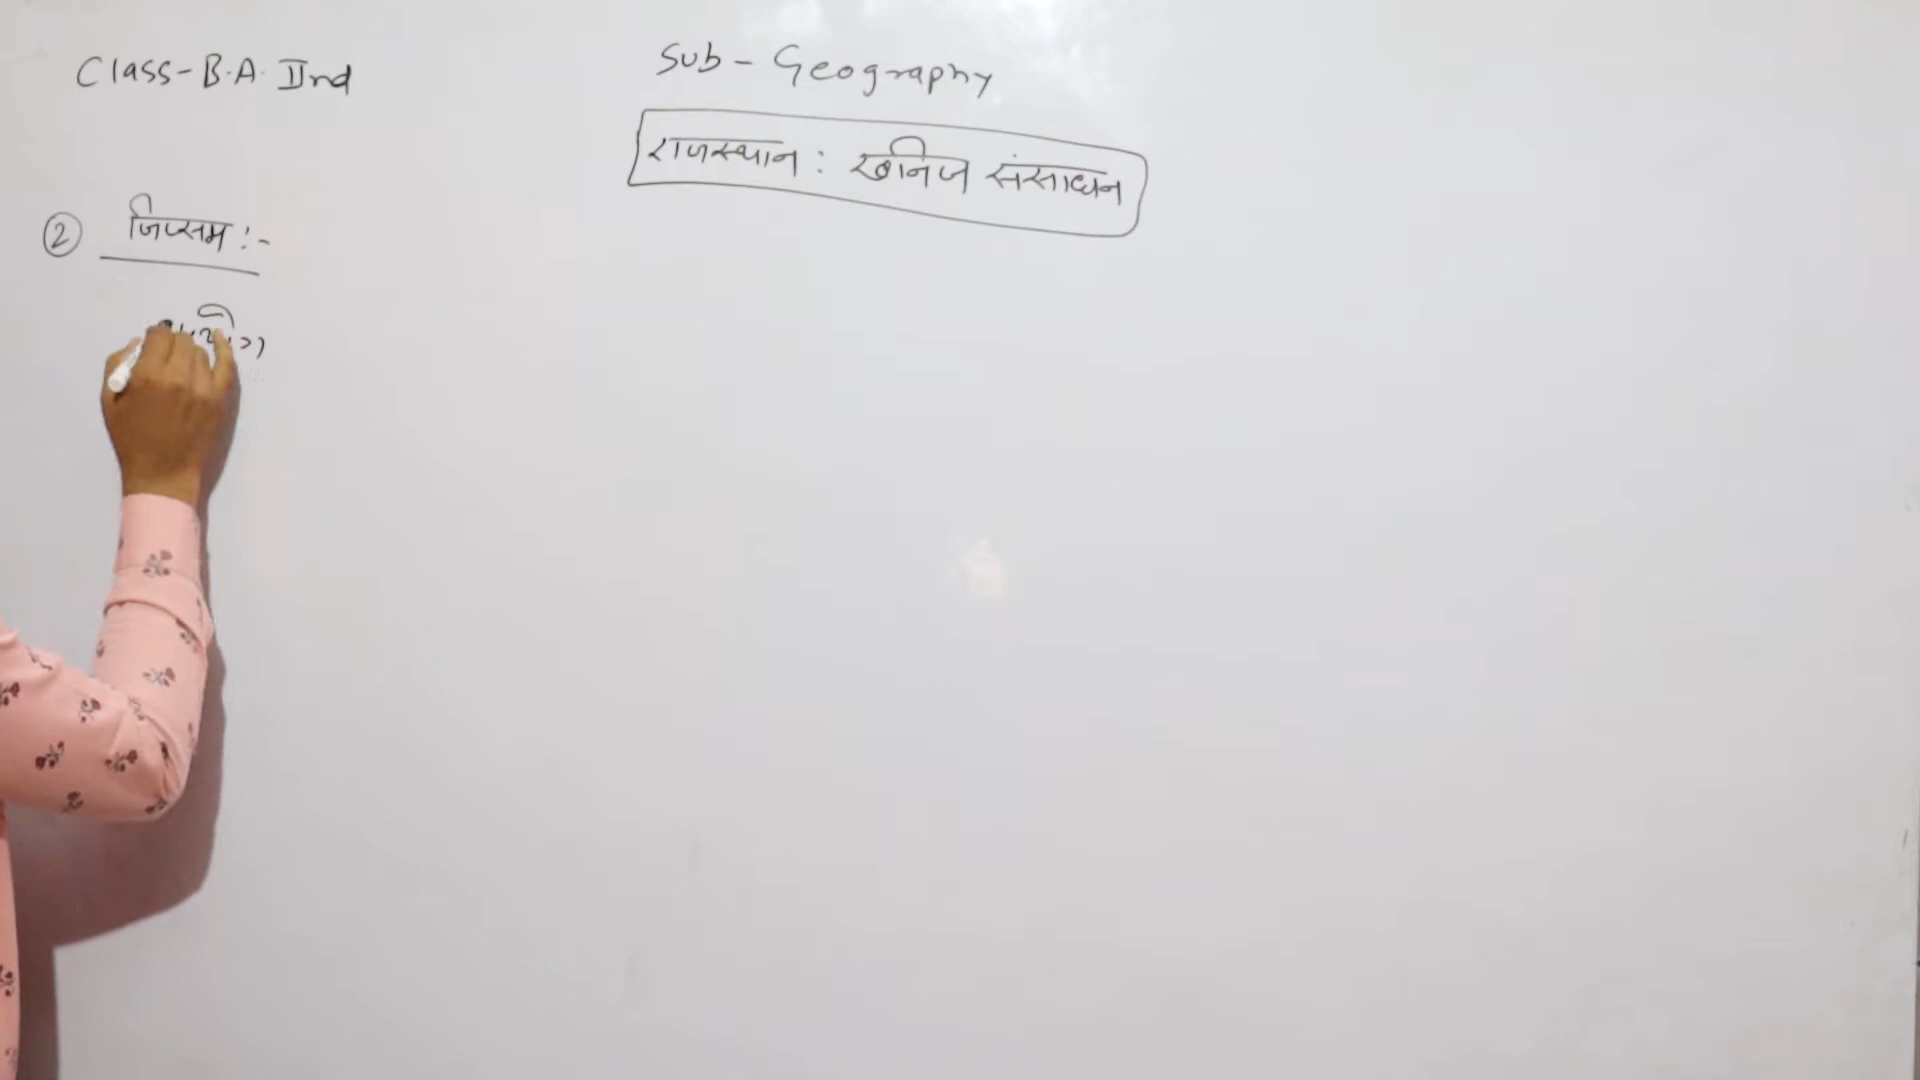 Class-B.A. IInd
Sub - Geography
राजस्थान : खनिज संसाधन
② जिप्सम :-